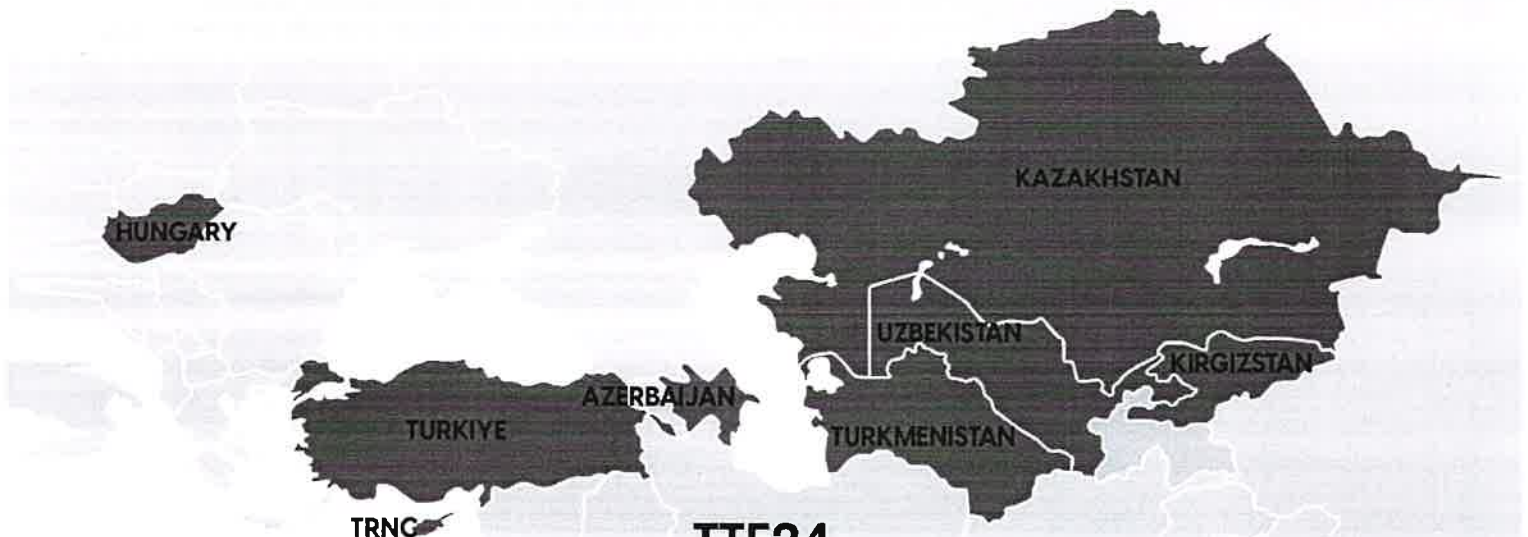 KAZAKHSTAN
HUNGARY
UZBEKISTAN
KIRGIZSTAN
AZERBAIJAN
TURKIYE
TURKMENISTAN
TRNC